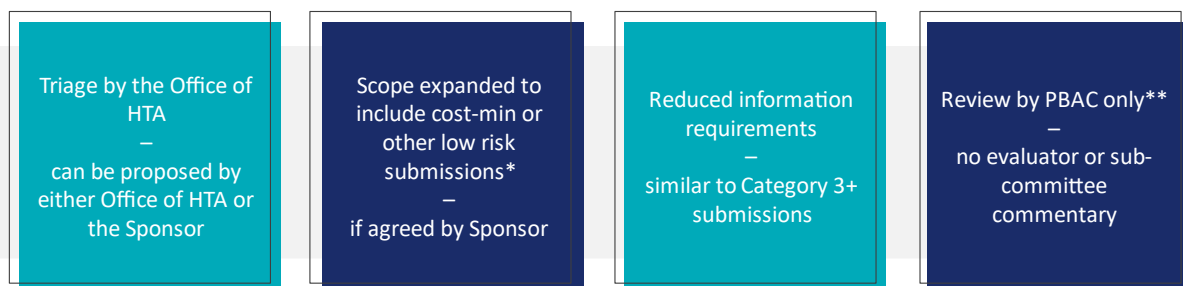 Triage by the Office of
HTA
–
can be proposed by
either Office of HTA or
the Sponsor
Scope expanded to
include cost-min or
other low risk
submissions*
–
if agreed by Sponsor
Reduced information
requirements
–
similar to Category 3+
submissions
Review by PBAC only**
–
no evaluator or sub-
committee
commentary